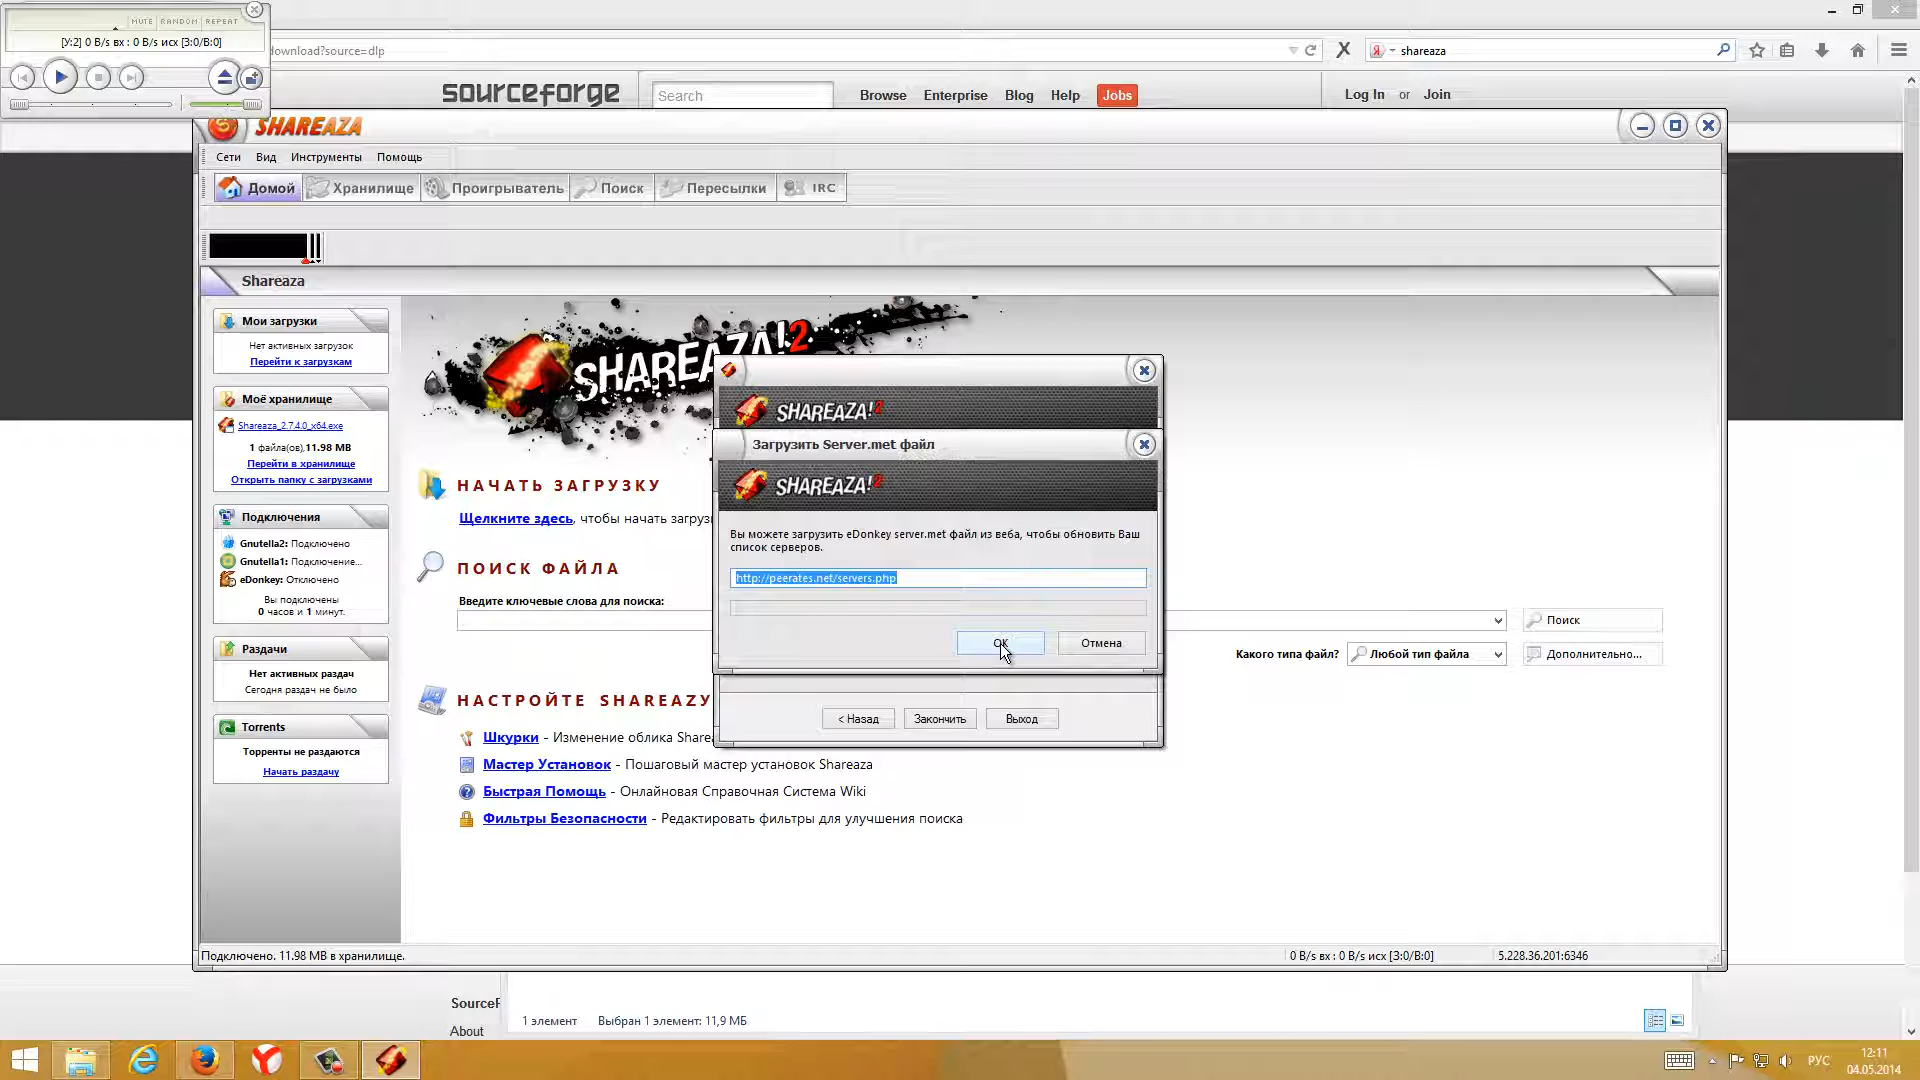 MUTE RANDOM REPEAT
[У:2] 0 B/s вх : 0 B/s исх [3:0/B:0]
download?source=dlp
shareaza
sourceforge
Search
Browse Enterprise Blog Help Jobs
Log In or Join
SHAREAZA
Сети Вид Инструменты Помощь
Домой Хранилище Проигрыватель Поиск Пересылки IRC
Shareaza
Мои загрузки
Нет активных загрузок
Перейти к загрузкам
Моё хранилище
Shareaza_2.7.4.0_x64.exe
1 файла(ов),11.98 MB
Перейти в хранилище
Открыть папку с загрузками
Подключения
Gnutella2: Подключено
Gnutella1: Подключение...
eDonkey: Отключено
Вы подключены
0 часов и 1 минут.
Раздачи
Нет активных раздач
Сегодня раздач не было
Torrents
Торренты не раздаются
Начать раздачу
SHAREAZA!2
НАЧАТЬ ЗАГРУЗКУ
Щелкните здесь, чтобы начать загруз
ПОИСК ФАЙЛА
Введите ключевые слова для поиска:
Поиск
Какого типа файл? Любой тип файла Дополнительно...
НАСТРОЙТЕ SHAREAZУ
Шкурки - Изменение облика Sharea
Мастер Установок - Пошаговый мастер установок Shareaza
Быстрая Помощь - Онлайновая Справочная Система Wiki
Фильтры Безопасности - Редактировать фильтры для улучшения поиска
SHAREAZA!2
Загрузить Server.met файл
SHAREAZA!2
Вы можете загрузить eDonkey server.met файл из веба, чтобы обновить Ваш
список серверов.
http://peerates.net/servers.php
OK Отмена
< Назад Закончить Выход
Подключено. 11.98 MB в хранилище.
0 B/s вх : 0 B/s исх [3:0/B:0]
5.228.36.201:6346
SourceF
About
1 элемент Выбран 1 элемент: 11,9 МБ
РУС
12:11
04.05.2014